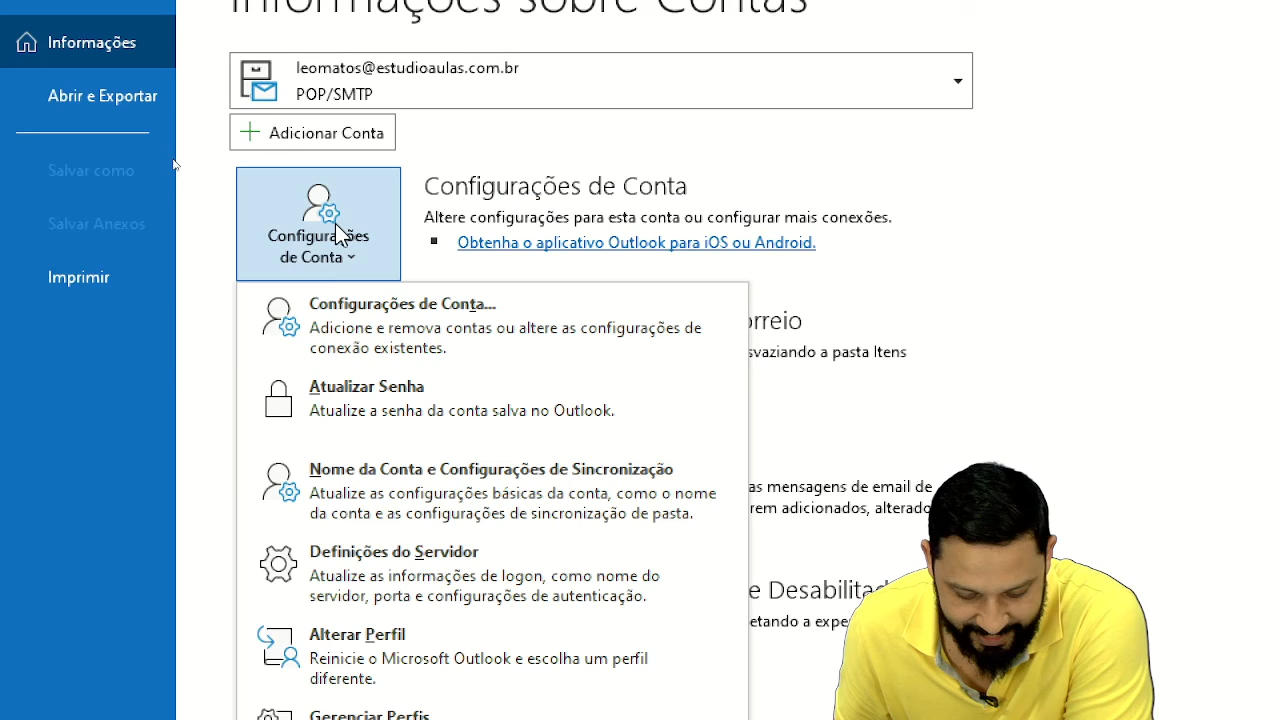 Informações sobre Contas
Informações
Abrir e Exportar
Salvar como
Salvar Anexos
Imprimir
leomatos@estudioaulas.com.br
POP/SMTP
Adicionar Conta
Configurações
de Conta
Configurações de Conta
Altere configurações para esta conta ou configurar mais conexões.
Obtenha o aplicativo Outlook para iOS ou Android.
Configurações de Conta...
Adicione e remova contas ou altere as configurações de
conexão existentes.
Atualizar Senha
Atualize a senha da conta salva no Outlook.
Nome da Conta e Configurações de Sincronização
Atualize as configurações básicas da conta, como o nome
da conta e as configurações de sincronização de pasta.
Definições do Servidor
Atualize as informações de logon, como nome do
servidor, porta e configurações de autenticação.
Alterar Perfil
Reinicie o Microsoft Outlook e escolha um perfil
diferente.
Gerenciar Perfis
orreio
svaziando a pasta Itens
as mensagens de email de
rem adicionados, alterado
e Desabilitad
etando a expe